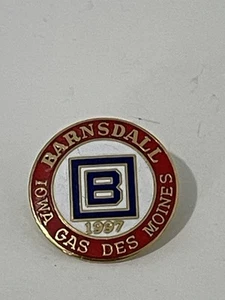 BARNSDALL
B
1997
IOWA GAS DES MOINES